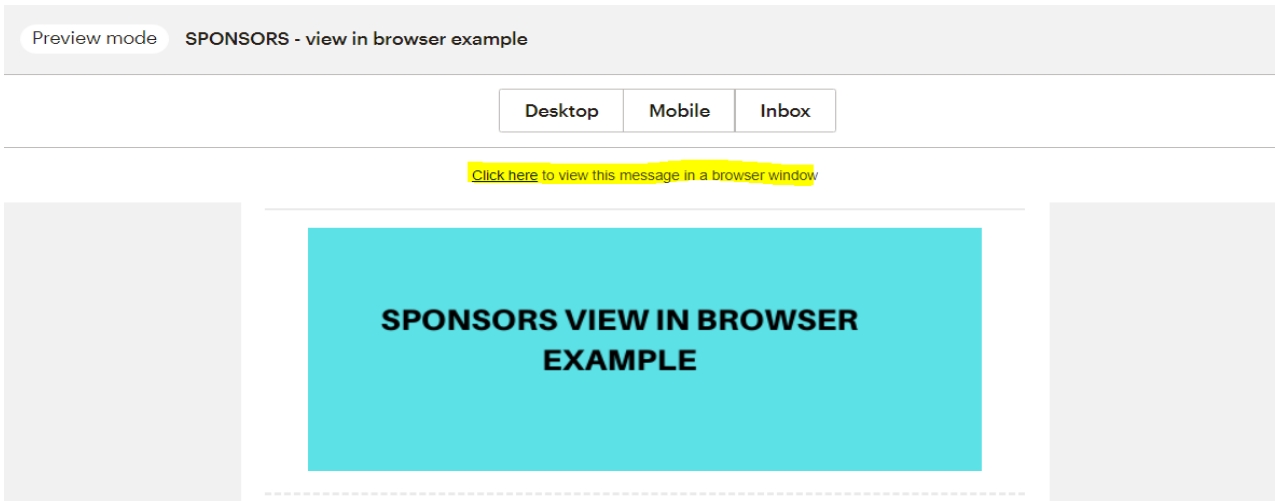 Preview mode SPONSORS - view in browser example
Desktop Mobile Inbox
Click here to view this message in a browser window
SPONSORS VIEW IN BROWSER
EXAMPLE